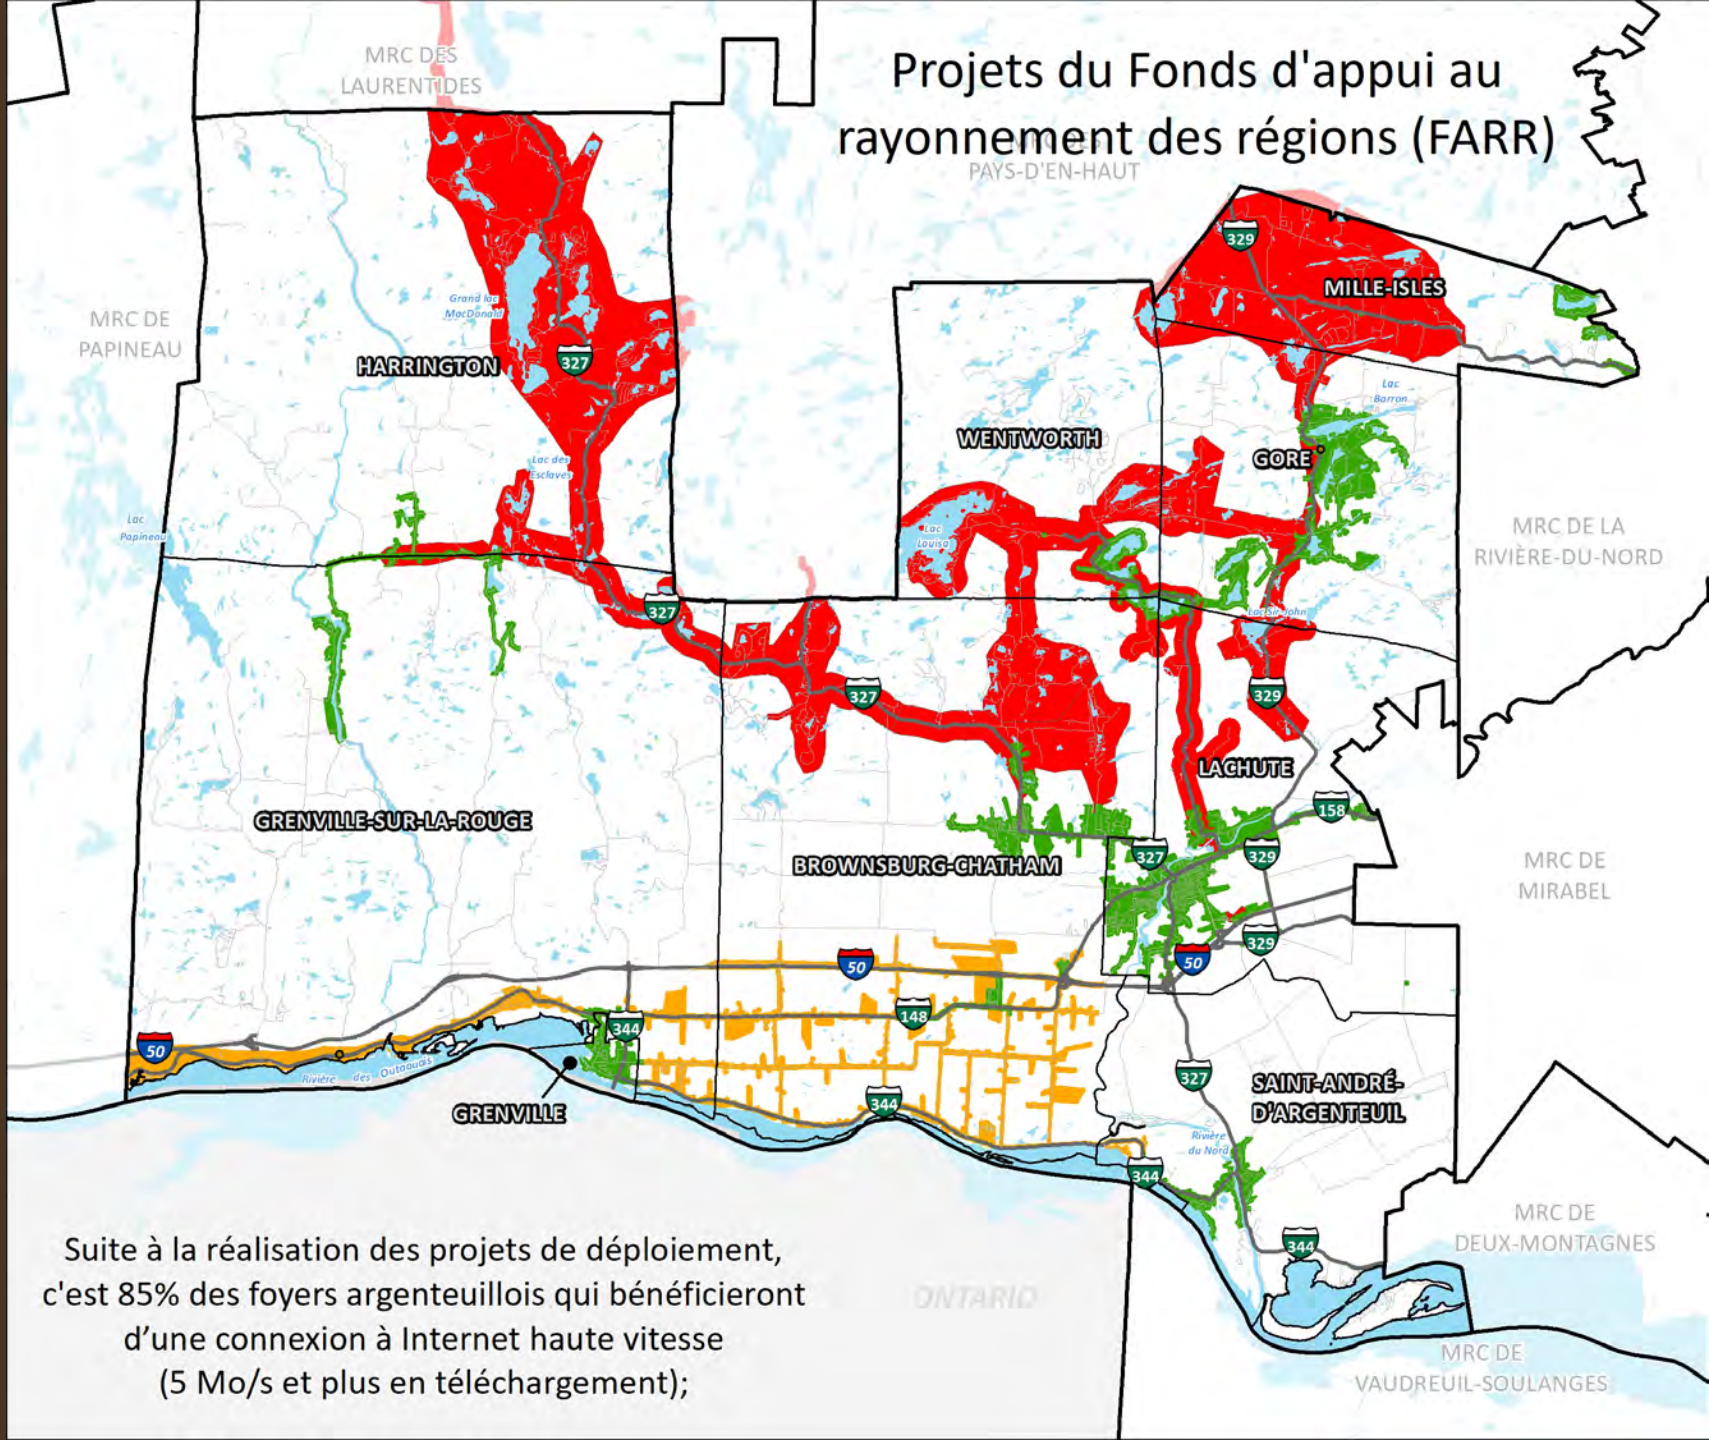 Projets du Fonds d'appui au
rayonnement des régions (FARR)
MRC DES
LAURENTIDES
MRC DES
PAYS-D'EN-HAUT
329
MILLE-ISLES
Grand lac
MacDonald
MRC DE
PAPINEAU
HARRINGTON
327
Lac
Barron
WENTWORTH
GORE
Lac des
Esclaves
Lac
Papineau
Lac
Louisa
MRC DE LA
RIVIÈRE-DU-NORD
327
Lac Sir John
327
329
LACHUTE
158
GRENVILLE-SUR-LA-ROUGE
BROWNSBURG-CHATHAM
327
329
MRC DE
MIRABEL
329
50
50
148
344
50
Rivière des Outaouais
327
SAINT-ANDRÉ-
D'ARGENTEUIL
GRENVILLE
344
Rivière
du Nord
344
344
MRC DE
DEUX-MONTAGNES
Suite à la réalisation des projets de déploiement,
c'est 85% des foyers argenteuillois qui bénéficieront
d’une connexion à Internet haute vitesse
(5 Mo/s et plus en téléchargement);
ONTARIO
MRC DE
VAUDREUIL-SOULANGES